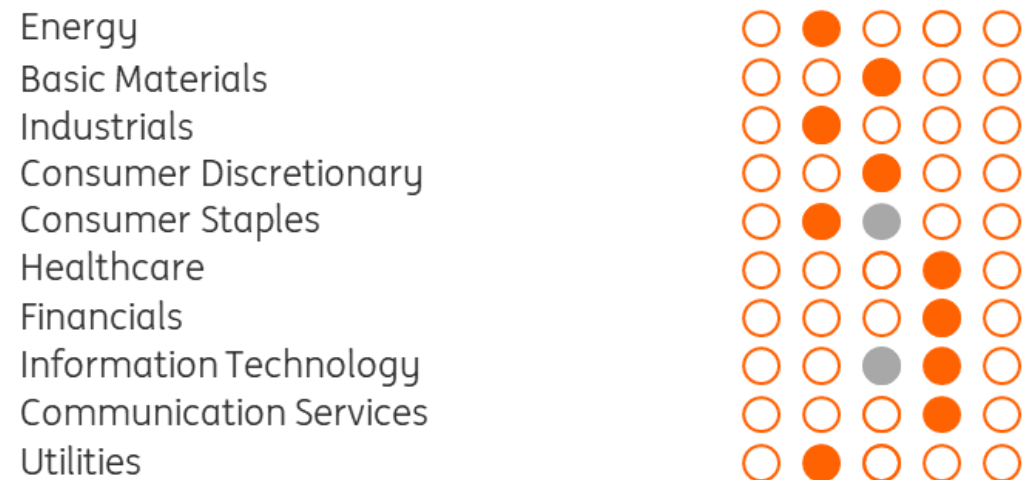 Energy
Basic Materials
Industrials
Consumer Discretionary
Consumer Staples
Healthcare
Financials
Information Technology
Communication Services
Utilities